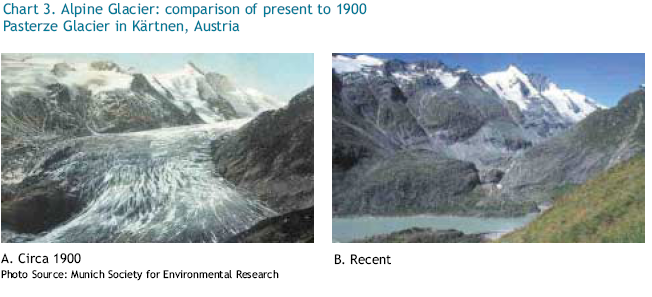 Chart 3. Alpine Glacier: comparison of present to 1900
Pasterze Glacier in Kärtnen, Austria
A. Circa 1900
Photo Source: Munich Society for Environmental Research
B. Recent